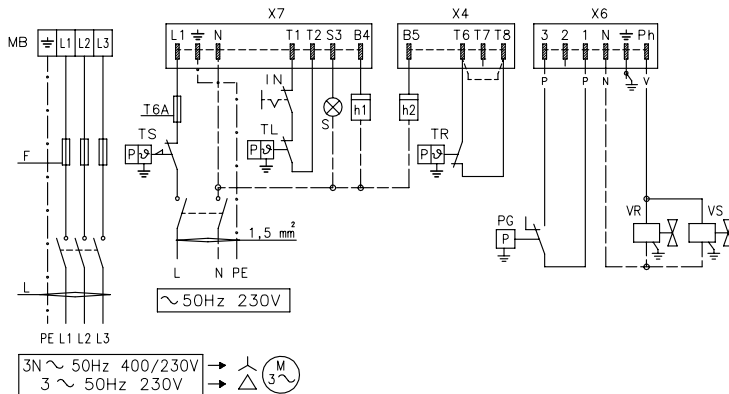 X7 X4 X6
MB L1 L2 L3
L1 N T1 T2 S3 B4
B5 T6 T7 T8
3 2 1 N Ph
P P N V
IN
T6A
h1 h2
S
TS TL TR
P ϑ P ϑ P ϑ
F
PG P
VR VS
1,5 mm²
L
L N PE
∼ 50Hz 230V
PE L1 L2 L3
3N ∼ 50Hz 400/230V
3 ∼ 50Hz 230V
M
3∼